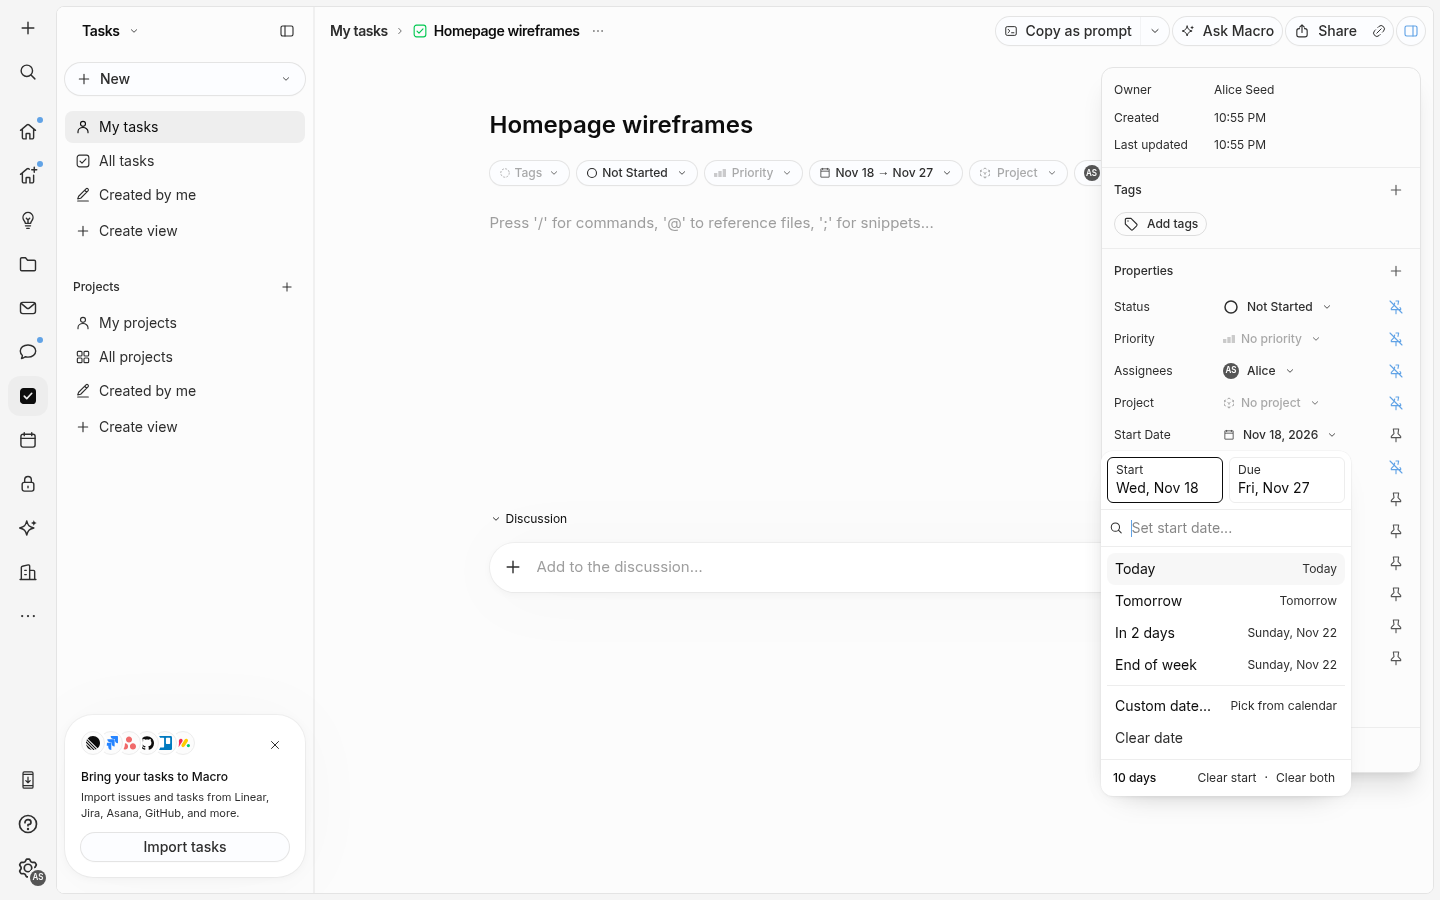 Tasks
New
My tasks
All tasks
Created by me
Create view
Projects
My projects
All projects
Created by me
Create view
Bring your tasks to Macro
Import issues and tasks from Linear,
Jira, Asana, GitHub, and more.
Import tasks
AS
My tasks › Homepage wireframes
Copy as prompt
Ask Macro
Share
Homepage wireframes
Tags
Not Started
Priority
Nov 18 → Nov 27
Project
AS
Press '/' for commands, '@' to reference files, ';' for snippets...
Discussion
Add to the discussion...
Owner Alice Seed
Created 10:55 PM
Last updated 10:55 PM
Tags
Add tags
Properties
Status Not Started
Priority No priority
Assignees AS Alice
Project No project
Start Date Nov 18, 2026
Start Due
Wed, Nov 18 Fri, Nov 27
Set start date...
Today Today
Tomorrow Tomorrow
In 2 days Sunday, Nov 22
End of week Sunday, Nov 22
Custom date... Pick from calendar
Clear date
10 days Clear start · Clear both